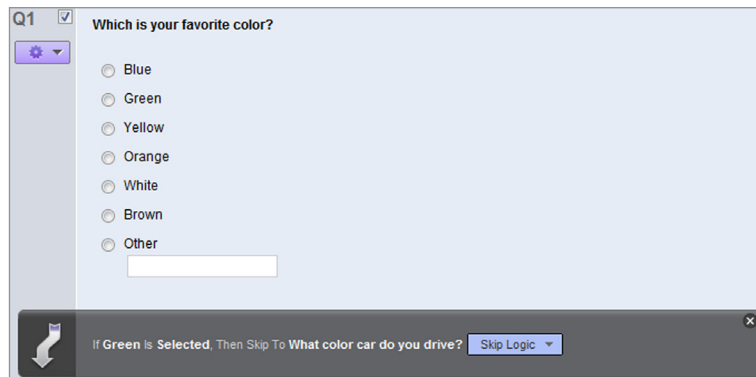 Q1
Which is your favorite color?
Blue
Green
Yellow
Orange
White
Brown
Other
If Green Is Selected, Then Skip To What color car do you drive? Skip Logic